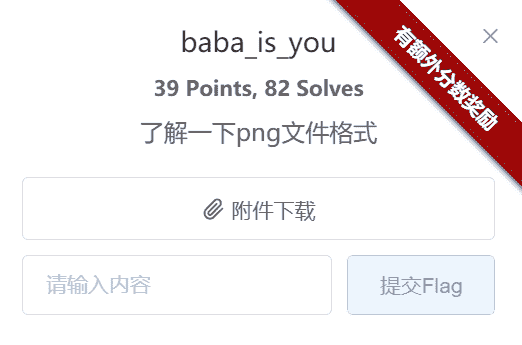 baba_is_you
有额外分数奖励
39 Points, 82 Solves
了解一下png文件格式
附件下载
请输入内容
提交Flag